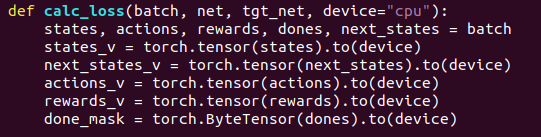 def calc_loss(batch, net, tgt_net, device="cpu"):
    states, actions, rewards, dones, next_states = batch
    states_v = torch.tensor(states).to(device)
    next_states_v = torch.tensor(next_states).to(device)
    actions_v = torch.tensor(actions).to(device)
    rewards_v = torch.tensor(rewards).to(device)
    done_mask = torch.ByteTensor(dones).to(device)